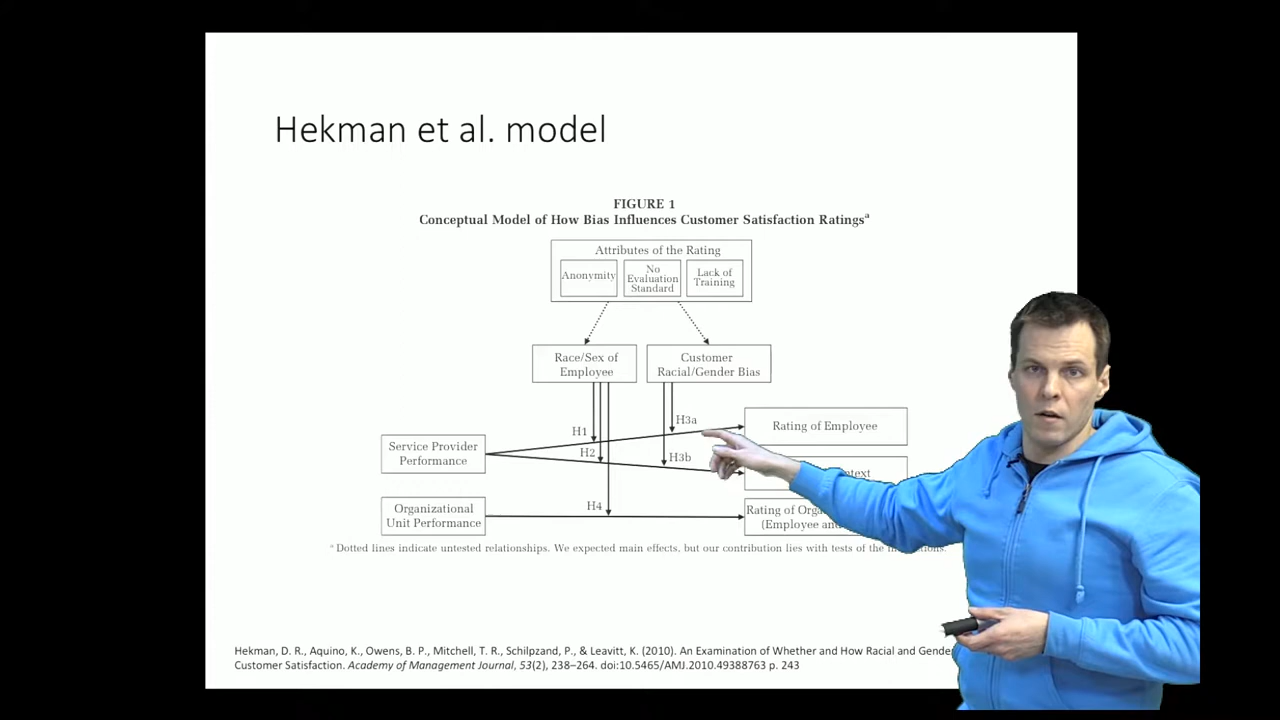 Hekman et al. model
FIGURE 1
Conceptual Model of How Bias Influences Customer Satisfaction Ratingsᵃ
Attributes of the Rating
Anonymity
No
Evaluation
Standard
Lack of
Training
Race/Sex of
Employee
Customer
Racial/Gender Bias
H1
H2
H3a
H3b
H4
Service Provider
Performance
Rating of Employee
Organizational
Unit Performance
Rating of
(Employee
ᵃ Dotted lines indicate untested relationships. We expected main effects, but our contribution lies with tests of the
Hekman, D. R., Aquino, K., Owens, B. P., Mitchell, T. R., Schilpzand, P., & Leavitt, K. (2010). An Examination of Whether and How Racial and
Customer Satisfaction. Academy of Management Journal, 53(2), 238–264. doi:10.5465/AMJ.2010.49388763 p. 243